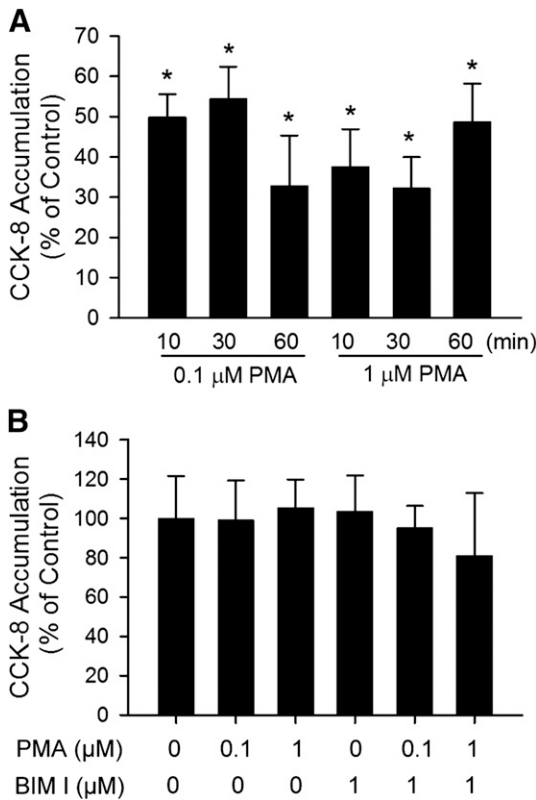 A
CCK-8 Accumulation
(% of Control)
70
60
50
40
30
20
10
0
* * * * * *
10 30 60 10 30 60 (min)
0.1 μM PMA 1 μM PMA
B
CCK-8 Accumulation
(% of Control)
140
120
100
80
60
40
20
0
PMA (μM) 0 0.1 1 0 0.1 1
BIM I (μM) 0 0 0 1 1 1